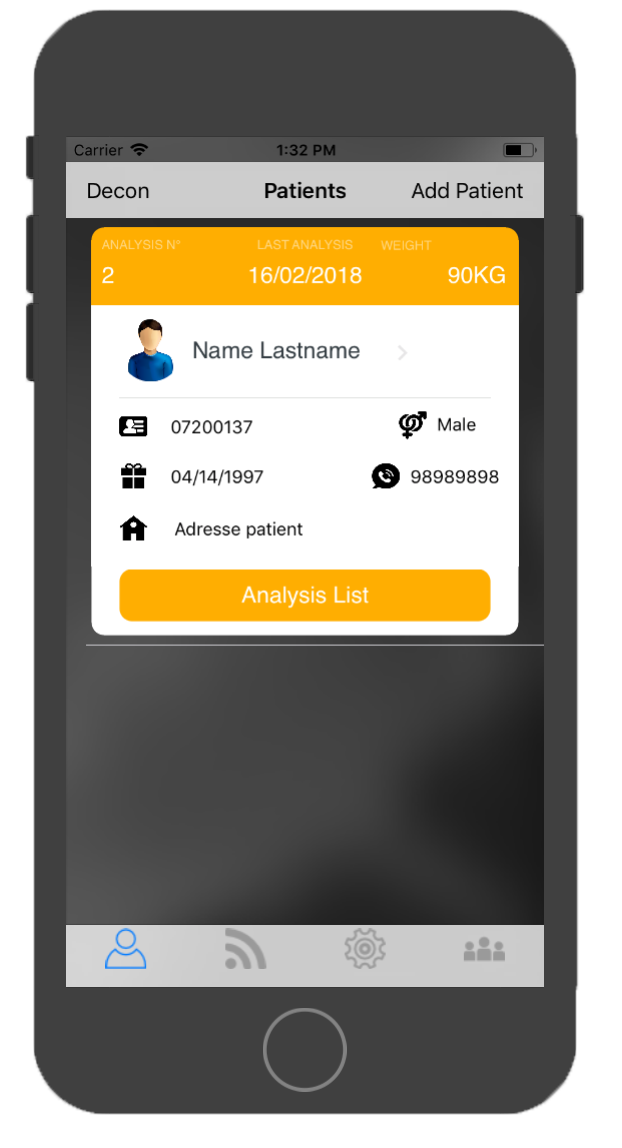 Carrier 1:32 PM
Decon Patients Add Patient
ANALYSIS N° LAST ANALYSIS WEIGHT
2 16/02/2018 90KG
Name Lastname
07200137 Male
04/14/1997 98989898
Adresse patient
Analysis List